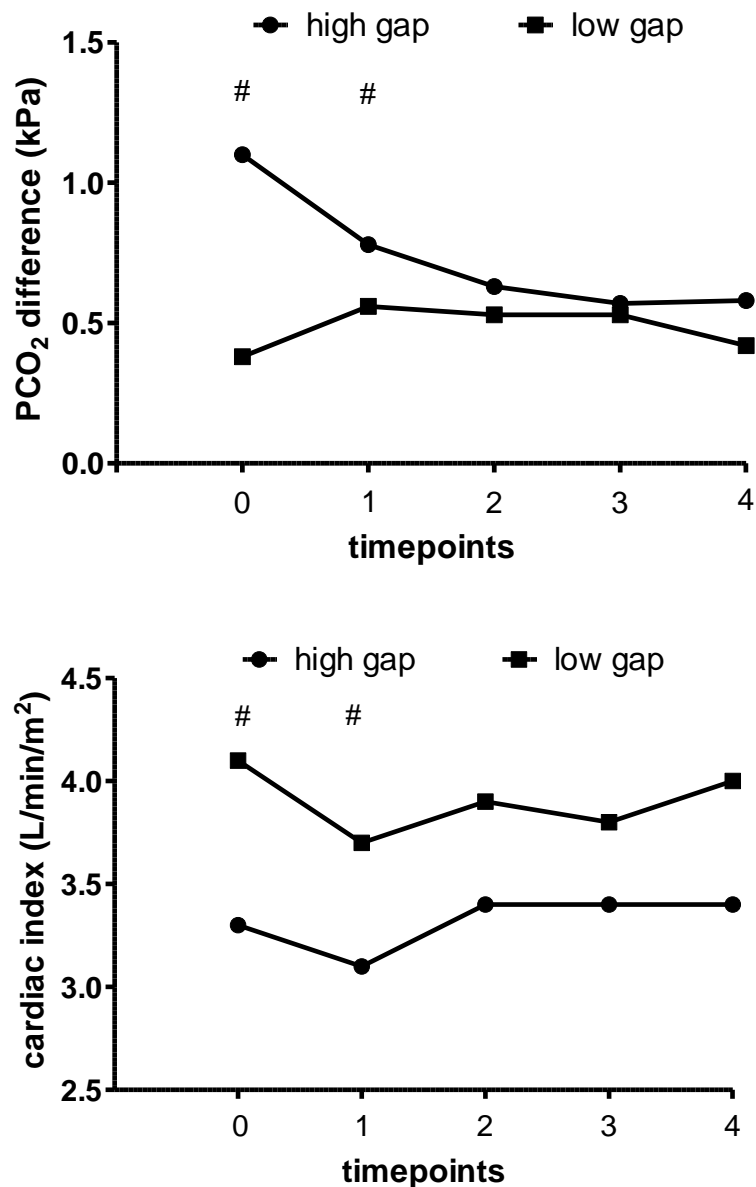 high gap low gap
PCO₂ difference (kPa)
1.5
1.0
0.5
0.0
# #
0 1 2 3 4
timepoints
high gap low gap
cardiac index (L/min/m²)
4.5
4.0
3.5
3.0
2.5
# #
0 1 2 3 4
timepoints